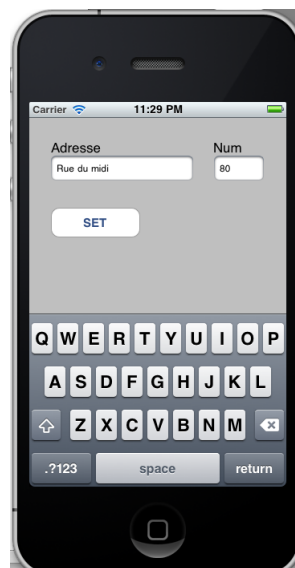 Carrier 11:29 PM
Adresse Num
Rue du midi 80
SET
Q W E R T Y U I O P
A S D F G H J K L
Z X C V B N M
.?123 space return